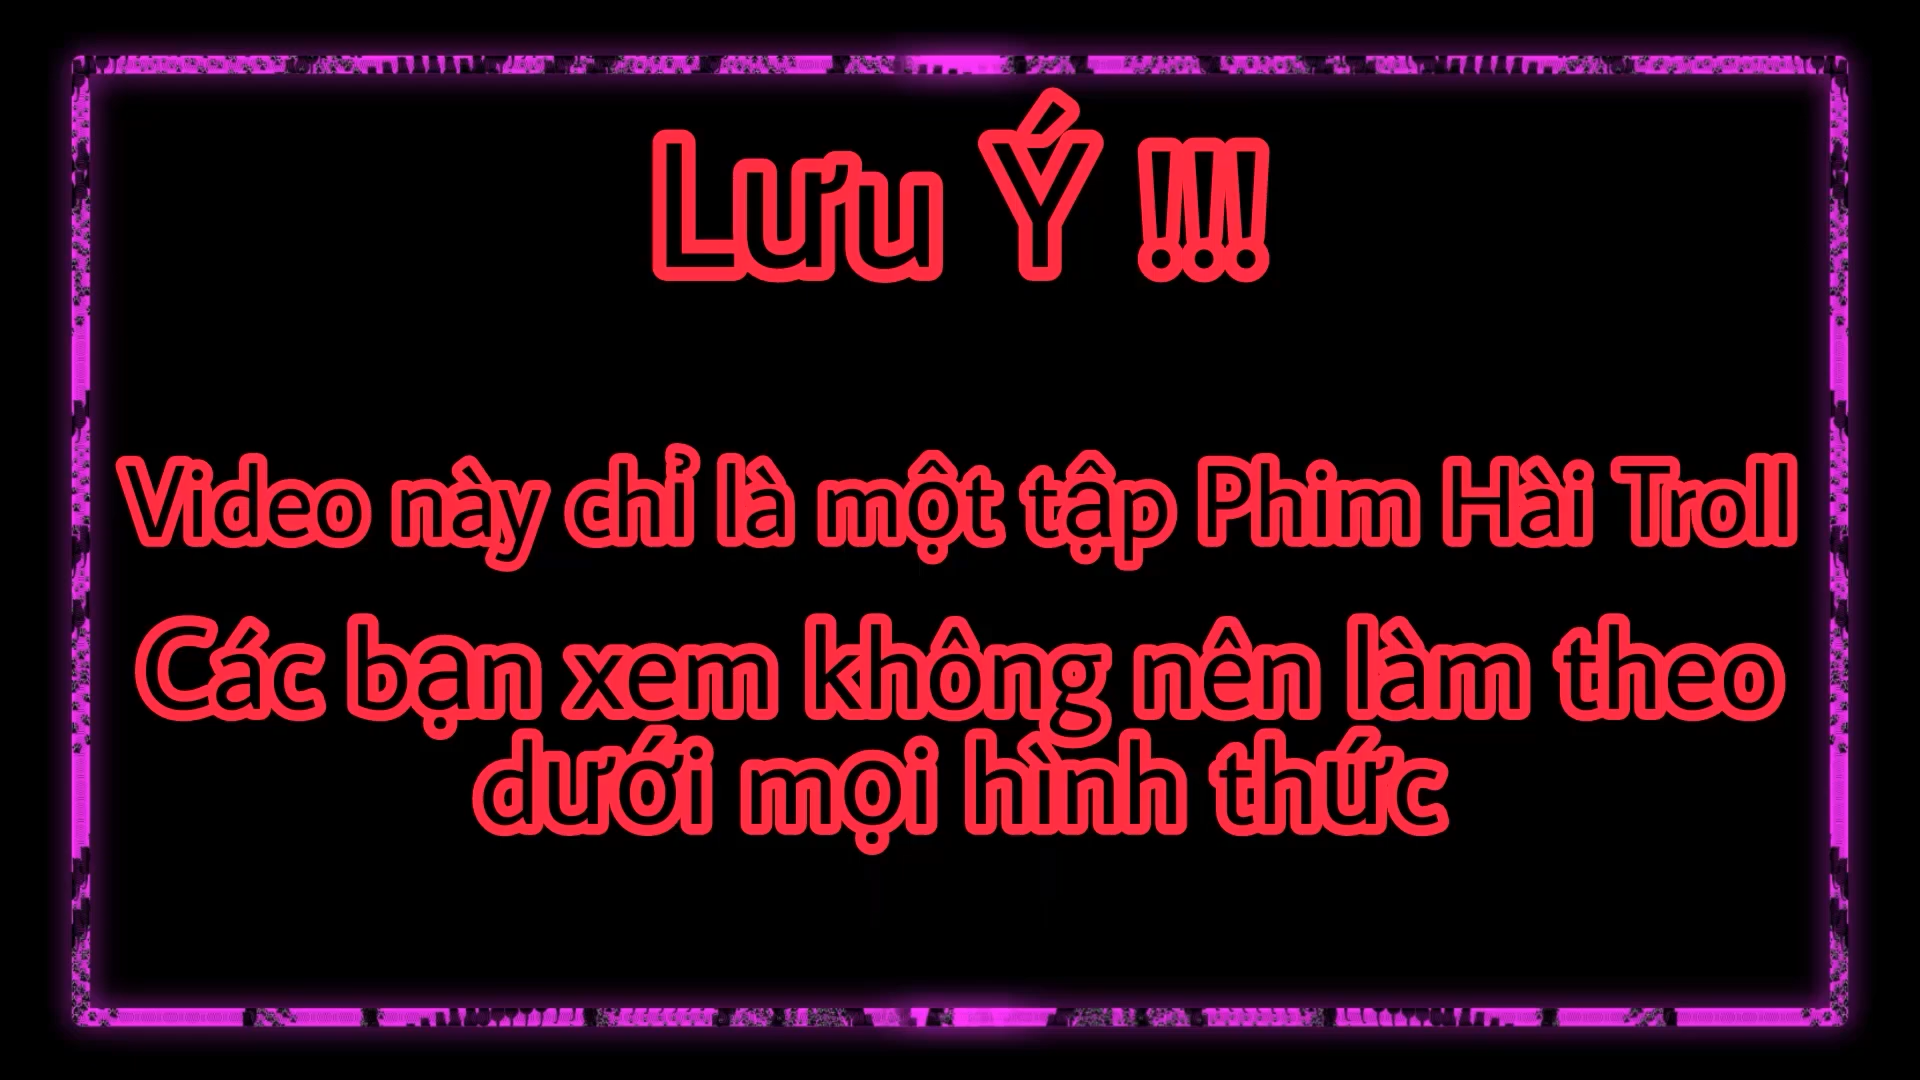 Lưu Ý !!!
Video này chỉ là một tập Phim Hài Troll
Các bạn xem không nên làm theo
dưới mọi hình thức